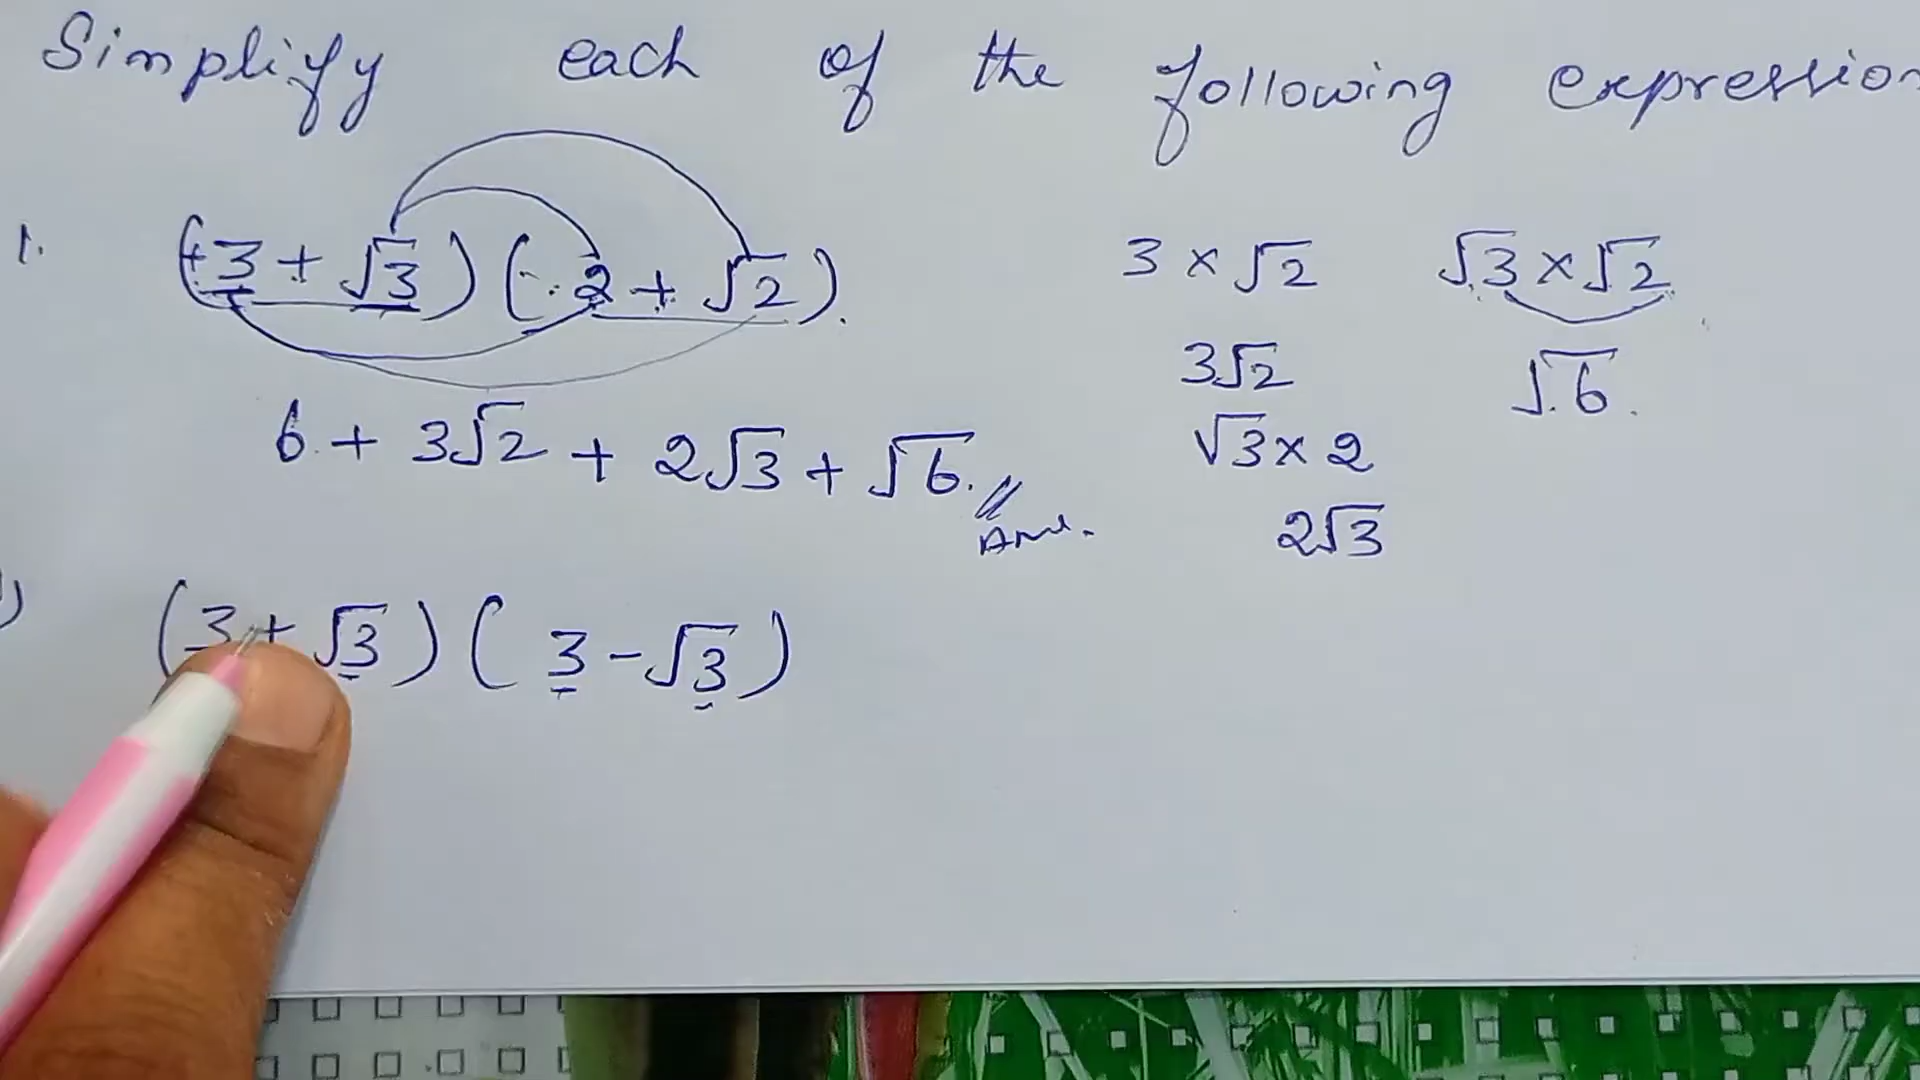 Simplify each of the following expression
1. (+3 + √3) (2 + √2).
3 × √2
√3 × √2
3√2
√6.
6 + 3√2 + 2√3 + √6. Ans.
√3 × 2
2√3
) (3 + √3) (3 - √3)